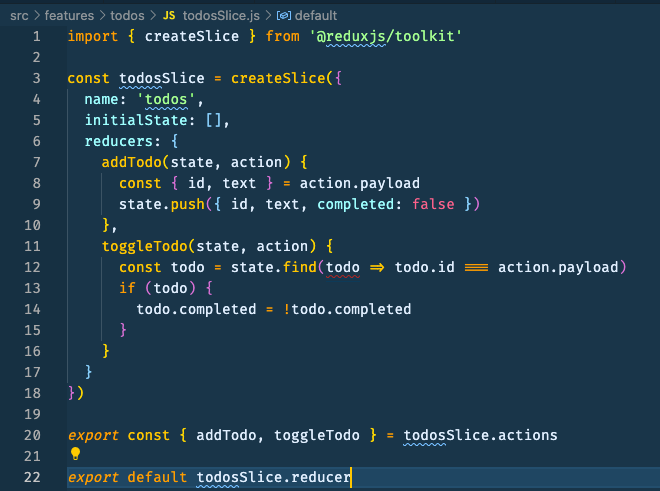 src > features > todos > JS todosSlice.js > default
1 import { createSlice } from '@reduxjs/toolkit'
2
3 const todosSlice = createSlice({
4   name: 'todos',
5   initialState: [],
6   reducers: {
7     addTodo(state, action) {
8       const { id, text } = action.payload
9       state.push({ id, text, completed: false })
10     },
11     toggleTodo(state, action) {
12       const todo = state.find(todo => todo.id === action.payload)
13       if (todo) {
14         todo.completed = !todo.completed
15       }
16     }
17   }
18 })
19
20 export const { addTodo, toggleTodo } = todosSlice.actions
21
22 export default todosSlice.reducer